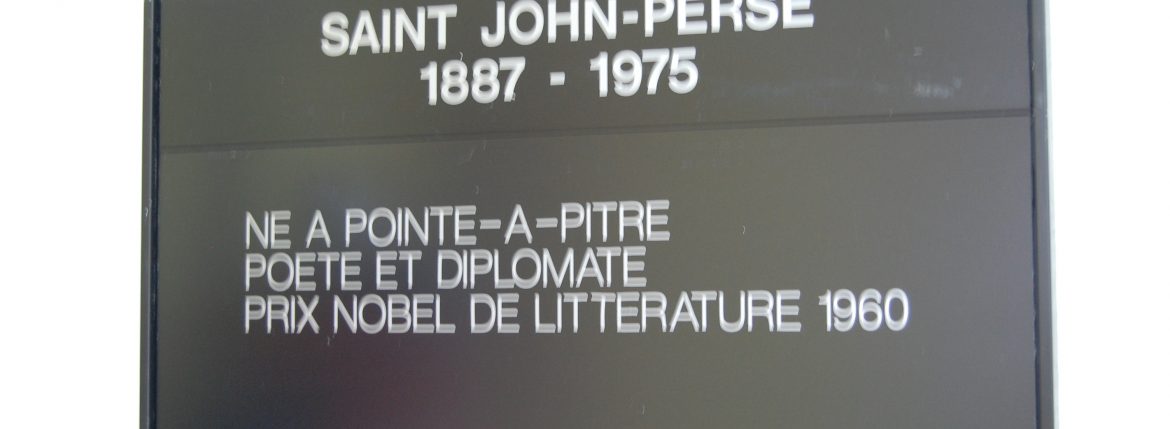 SAINT JOHN-PERSE
1887 - 1975
NE A POINTE-A-PITRE
POETE ET DIPLOMATE
PRIX NOBEL DE LITTERATURE 1960